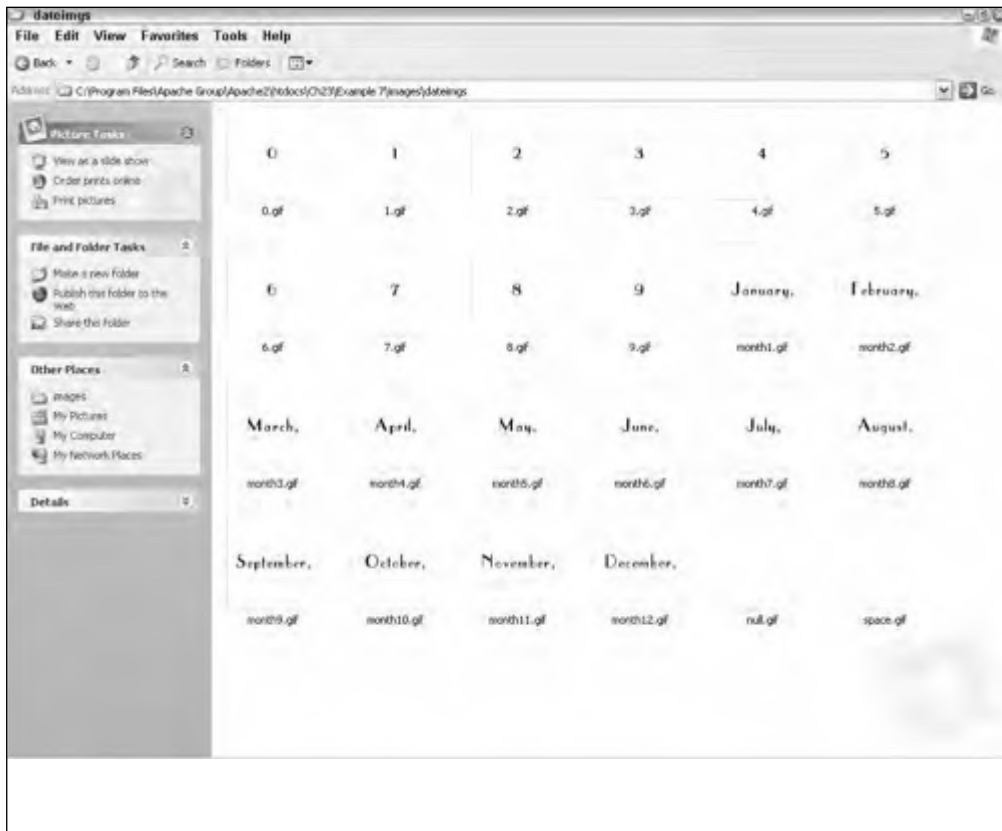 dateimgs
File Edit View Favorites Tools Help
Back Search Folders
Address C:\Program Files\Apache Group\Apache2\htdocs\Ch23\Example 7\images\dateimgs Go
Picture Tasks
View as a slide show
Order prints online
Print pictures
File and Folder Tasks
Make a new folder
Publish this folder to the
Web
Share this folder
Other Places
images
My Pictures
My Computer
My Network Places
Details
0 1 2 3 4 5
0.gif 1.gif 2.gif 3.gif 4.gif 5.gif
6 7 8 9 January, February,
6.gif 7.gif 8.gif 9.gif month1.gif month2.gif
March, April, May, June, July, August,
month3.gif month4.gif month5.gif month6.gif month7.gif month8.gif
September, October, November, December,
month9.gif month10.gif month11.gif month12.gif null.gif space.gif